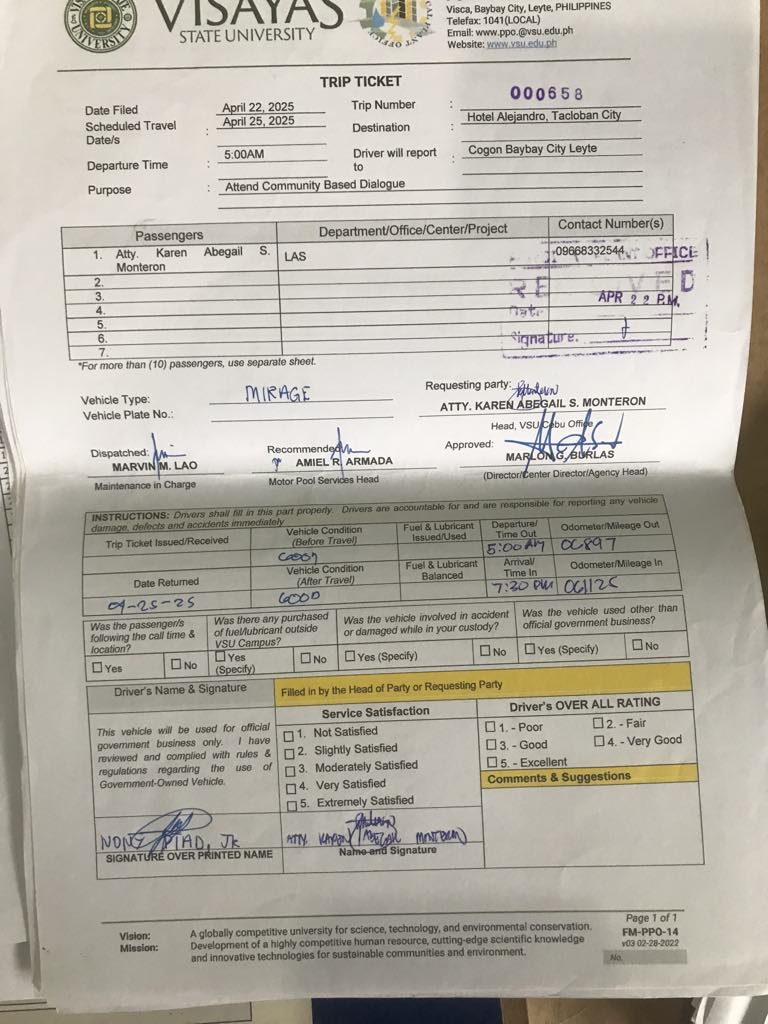 UNIVERSITY
VISAYAS
STATE UNIVERSITY
Visca, Baybay City, Leyte, PHILIPPINES
Telefax: 1041(LOCAL)
Email: www.ppo.@vsu.edu.ph
Website: www.vsu.edu.ph
TRIP TICKET
000658
Date Filed April 22, 2025 Trip Number :
Scheduled Travel Date/s : April 25, 2025 Destination : Hotel Alejandro, Tacloban City
Departure Time : 5:00AM Driver will report to : Cogon Baybay City Leyte
Purpose : Attend Community Based Dialogue
Passengers Department/Office/Center/Project Contact Number(s)
1. Atty. Karen Abegail S. Monteron LAS 09668332544
2.
3.
4.
5.
6.
7.
OFFICE
APR 22 P.M.
Signature.
*For more than (10) passengers, use separate sheet.
Vehicle Type: MIRAGE
Vehicle Plate No.:
Requesting party:
ATTY. KAREN ABEGAIL S. MONTERON
Head, VSU Cebu Office
Dispatched:
MARVIN M. LAO
Maintenance in Charge
Recommended
AMIEL R. ARMADA
Motor Pool Services Head
Approved:
MARLON G. BURLAS
(Director/Center Director/Agency Head)
INSTRUCTIONS: Drivers shall fill in this part properly. Drivers are accountable for and are responsible for reporting any vehicle
damage, defects and accidents immediately
Trip Ticket Issued/Received Vehicle Condition (Before Travel) Fuel & Lubricant Issued/Used Departure/ Time Out Odometer/Mileage Out
GOOD 5:00 AM
Date Returned Vehicle Condition (After Travel) Fuel & Lubricant Balanced Arrival/ Time In Odometer/Mileage In
04-25-25 GOOD 7:30 PM
Was the passenger/s following the call time & location?
Yes No
Was there any purchased of fuel/lubricant outside VSU Campus?
Yes (Specify) No
Was the vehicle involved in accident or damaged while in your custody?
Yes (Specify) No
Was the vehicle used other than official government business?
Yes (Specify) No
Driver's Name & Signature
Filled in by the Head of Party or Requesting Party
This vehicle will be used for official
government business only. I have
reviewed and complied with rules &
regulations regarding the use of
Government-Owned Vehicle.
NONZ PIAD, JR
SIGNATURE OVER PRINTED NAME
Service Satisfaction
1. Not Satisfied
2. Slightly Satisfied
3. Moderately Satisfied
4. Very Satisfied
5. Extremely Satisfied
ATTY. KAREN ABEGAIL MONTERON
Name and Signature
Driver's OVER ALL RATING
1. - Poor 2. - Fair
3. - Good 4. - Very Good
5. - Excellent
Comments & Suggestions
Vision: A globally competitive university for science, technology, and environmental conservation.
Mission: Development of a highly competitive human resource, cutting-edge scientific knowledge
and innovative technologies for sustainable communities and environment.
Page 1 of 1
FM-PPO-14
v03 02-28-2022
No.